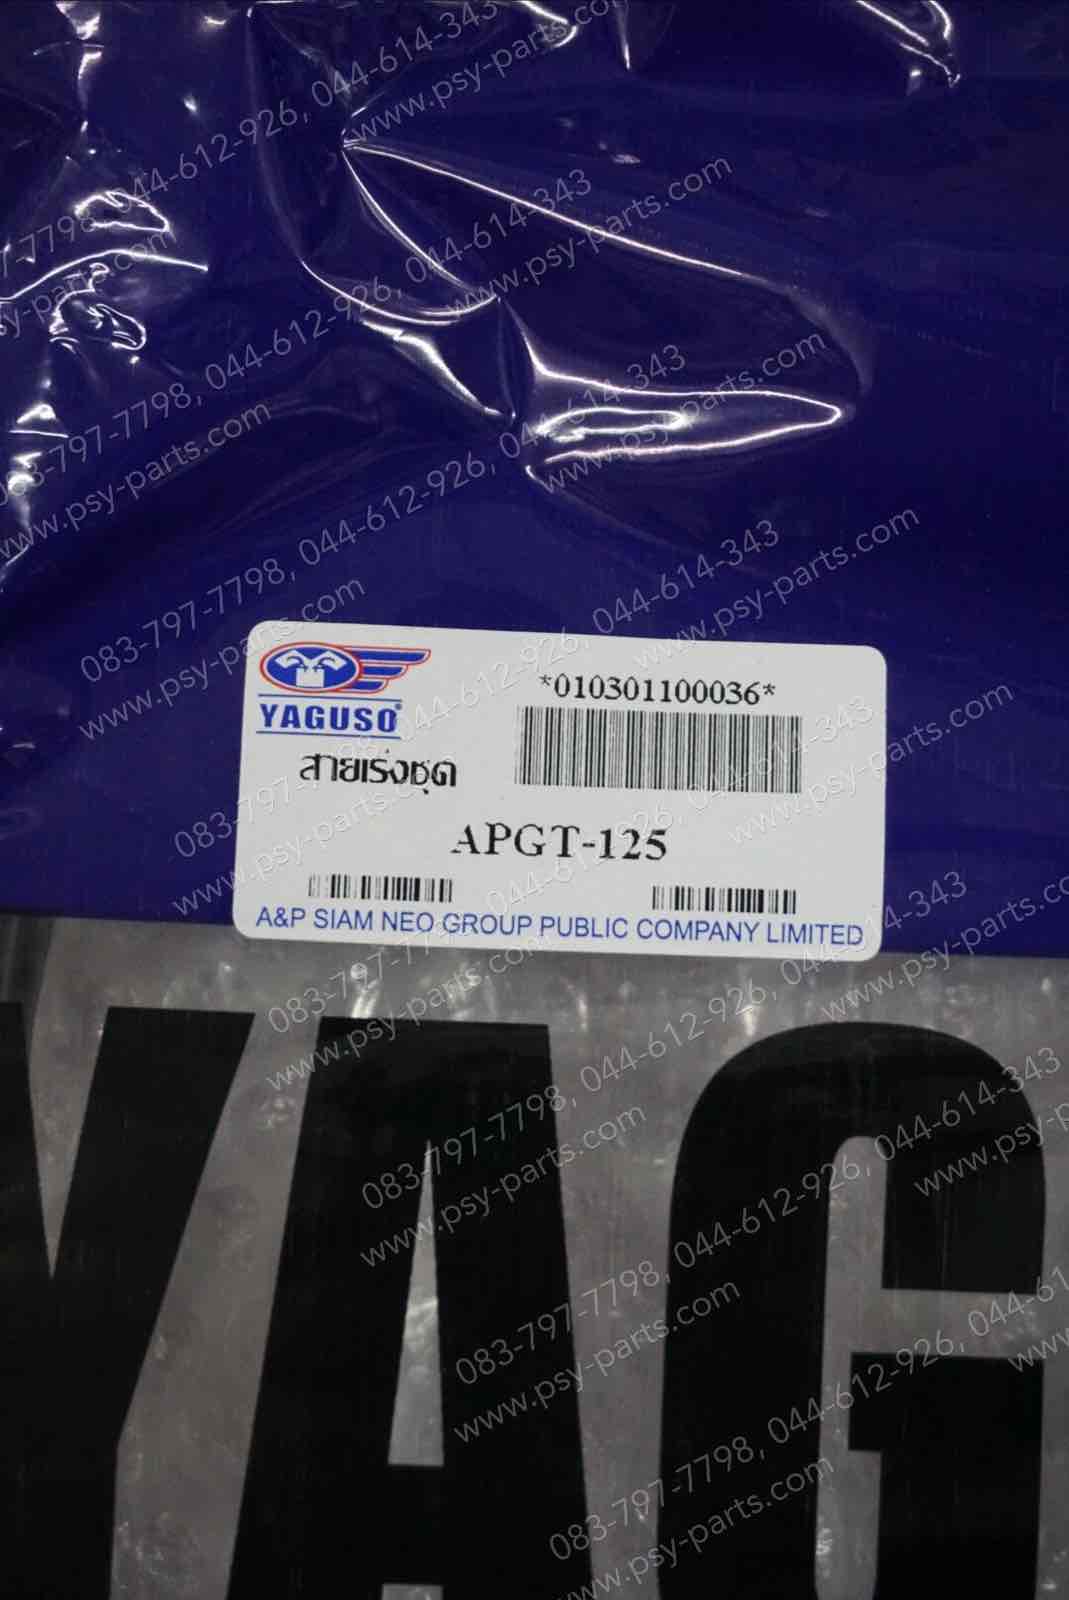 YAGUSO®
*010301100036*
สายเร่งชุด
APGT-125
A&P SIAM NEO GROUP PUBLIC COMPANY LIMITED
YAG
083-797-7798, 044-612-926, 044-614-343
www.psy-parts.com